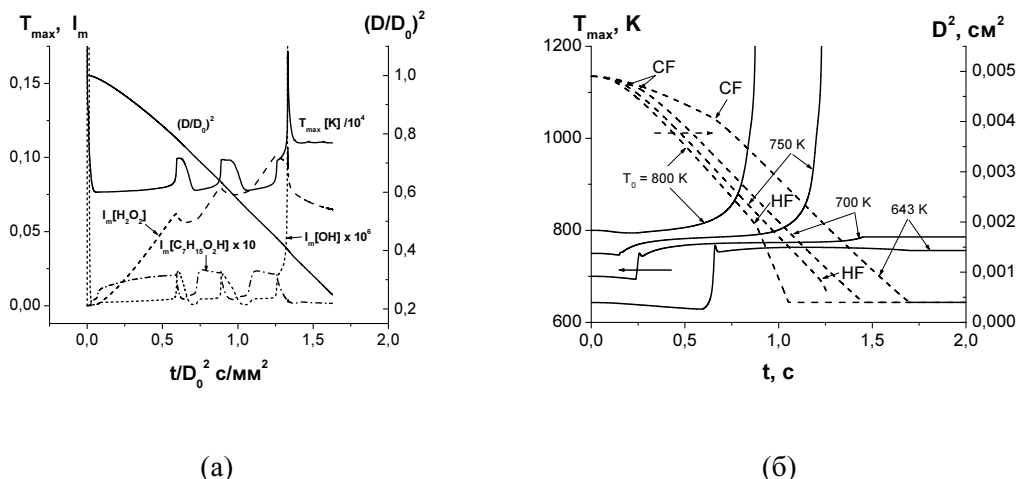 T_max, I_m
(D/D_0)^2
0,15
0,10
0,05
0,00
1,0
0,8
0,6
0,4
0,2
(D/D_0)^2
T_max [K] /10^4
I_m[H_2O_2]
I_m[C_7H_15O_2H] x 10
I_m[OH] x 10^6
0,0 0,5 1,0 1,5 2,0
t/D_0^2 с/мм^2
(а)
T_max, K
D^2, см^2
1200
1100
1000
900
800
700
600
0,005
0,004
0,003
0,002
0,001
0,000
CF
CF
750 K
T_0 = 800 K
HF
700 K
643 K
HF
0,0 0,5 1,0 1,5 2,0
t, с
(б)